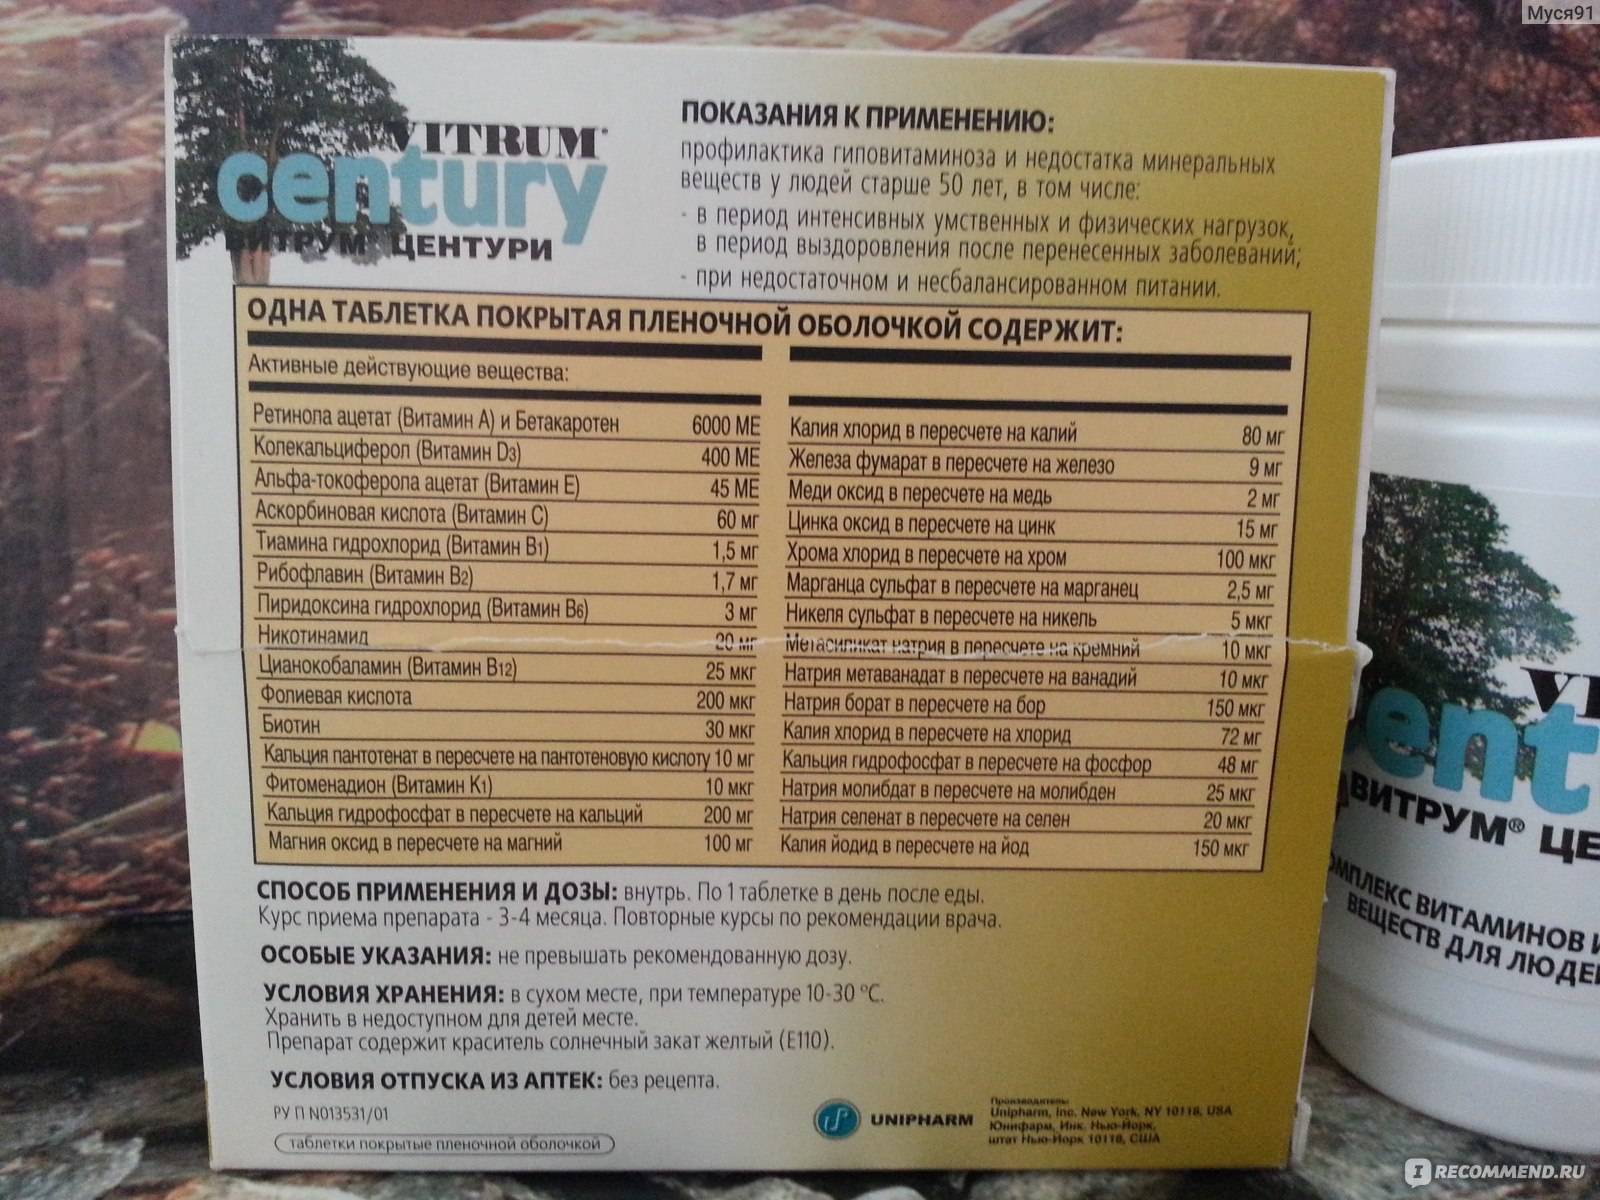 Муся91
VITRUM®
century
ВИТРУМ® ЦЕНТУРИ
ПОКАЗАНИЯ К ПРИМЕНЕНИЮ:
профилактика гиповитаминоза и недостатка минеральных
веществ у людей старше 50 лет, в том числе:
- в период интенсивных умственных и физических нагрузок,
в период выздоровления после перенесенных заболеваний;
- при недостаточном и несбалансированном питании.
ОДНА ТАБЛЕТКА ПОКРЫТАЯ ПЛЕНОЧНОЙ ОБОЛОЧКОЙ СОДЕРЖИТ:
Активные действующие вещества:
Ретинола ацетат (Витамин А) и Бетакаротен 6000 МЕ
Колекальциферол (Витамин D3) 400 МЕ
Альфа-токоферола ацетат (Витамин Е) 45 МЕ
Аскорбиновая кислота (Витамин С) 60 мг
Тиамина гидрохлорид (Витамин В1) 1,5 мг
Рибофлавин (Витамин В2) 1,7 мг
Пиридоксина гидрохлорид (Витамин В6) 3 мг
Никотинамид 20 мг
Цианокобаламин (Витамин В12) 25 мкг
Фолиевая кислота 200 мкг
Биотин 30 мкг
Кальция пантотенат в пересчете на пантотеновую кислоту 10 мг
Фитоменадион (Витамин К1) 10 мкг
Кальция гидрофосфат в пересчете на кальций 200 мг
Магния оксид в пересчете на магний 100 мг
Калия хлорид в пересчете на калий 80 мг
Железа фумарат в пересчете на железо 9 мг
Меди оксид в пересчете на медь 2 мг
Цинка оксид в пересчете на цинк 15 мг
Хрома хлорид в пересчете на хром 100 мкг
Марганца сульфат в пересчете на марганец 2,5 мг
Никеля сульфат в пересчете на никель 5 мкг
Метасиликат натрия в пересчете на кремний 10 мкг
Натрия метаванадат в пересчете на ванадий 10 мкг
Натрия борат в пересчете на бор 150 мкг
Калия хлорид в пересчете на хлорид 72 мг
Кальция гидрофосфат в пересчете на фосфор 48 мг
Натрия молибдат в пересчете на молибден 25 мкг
Натрия селенат в пересчете на селен 20 мкг
Калия йодид в пересчете на йод 150 мкг
СПОСОБ ПРИМЕНЕНИЯ И ДОЗЫ: внутрь. По 1 таблетке в день после еды.
Курс приема препарата - 3-4 месяца. Повторные курсы по рекомендации врача.
ОСОБЫЕ УКАЗАНИЯ: не превышать рекомендованную дозу.
УСЛОВИЯ ХРАНЕНИЯ: в сухом месте, при температуре 10-30 °С.
Хранить в недоступном для детей месте.
Препарат содержит краситель солнечный закат желтый (Е110).
УСЛОВИЯ ОТПУСКА ИЗ АПТЕК: без рецепта.
РУ П N013531/01
таблетки покрытые пленочной оболочкой
UNIPHARM
Производитель:
Unipharm, Inc. New York, NY 10118, USA
Юнифарм, Инк. Нью-Йорк,
штат Нью-Йорк 10118, США
VI
cent
ВИТРУМ® ЦЕ
ОМПЛЕКС ВИТАМИНОВ И
ВЕЩЕСТВ ДЛЯ ЛЮДЕ
IRECOMMEND.RU